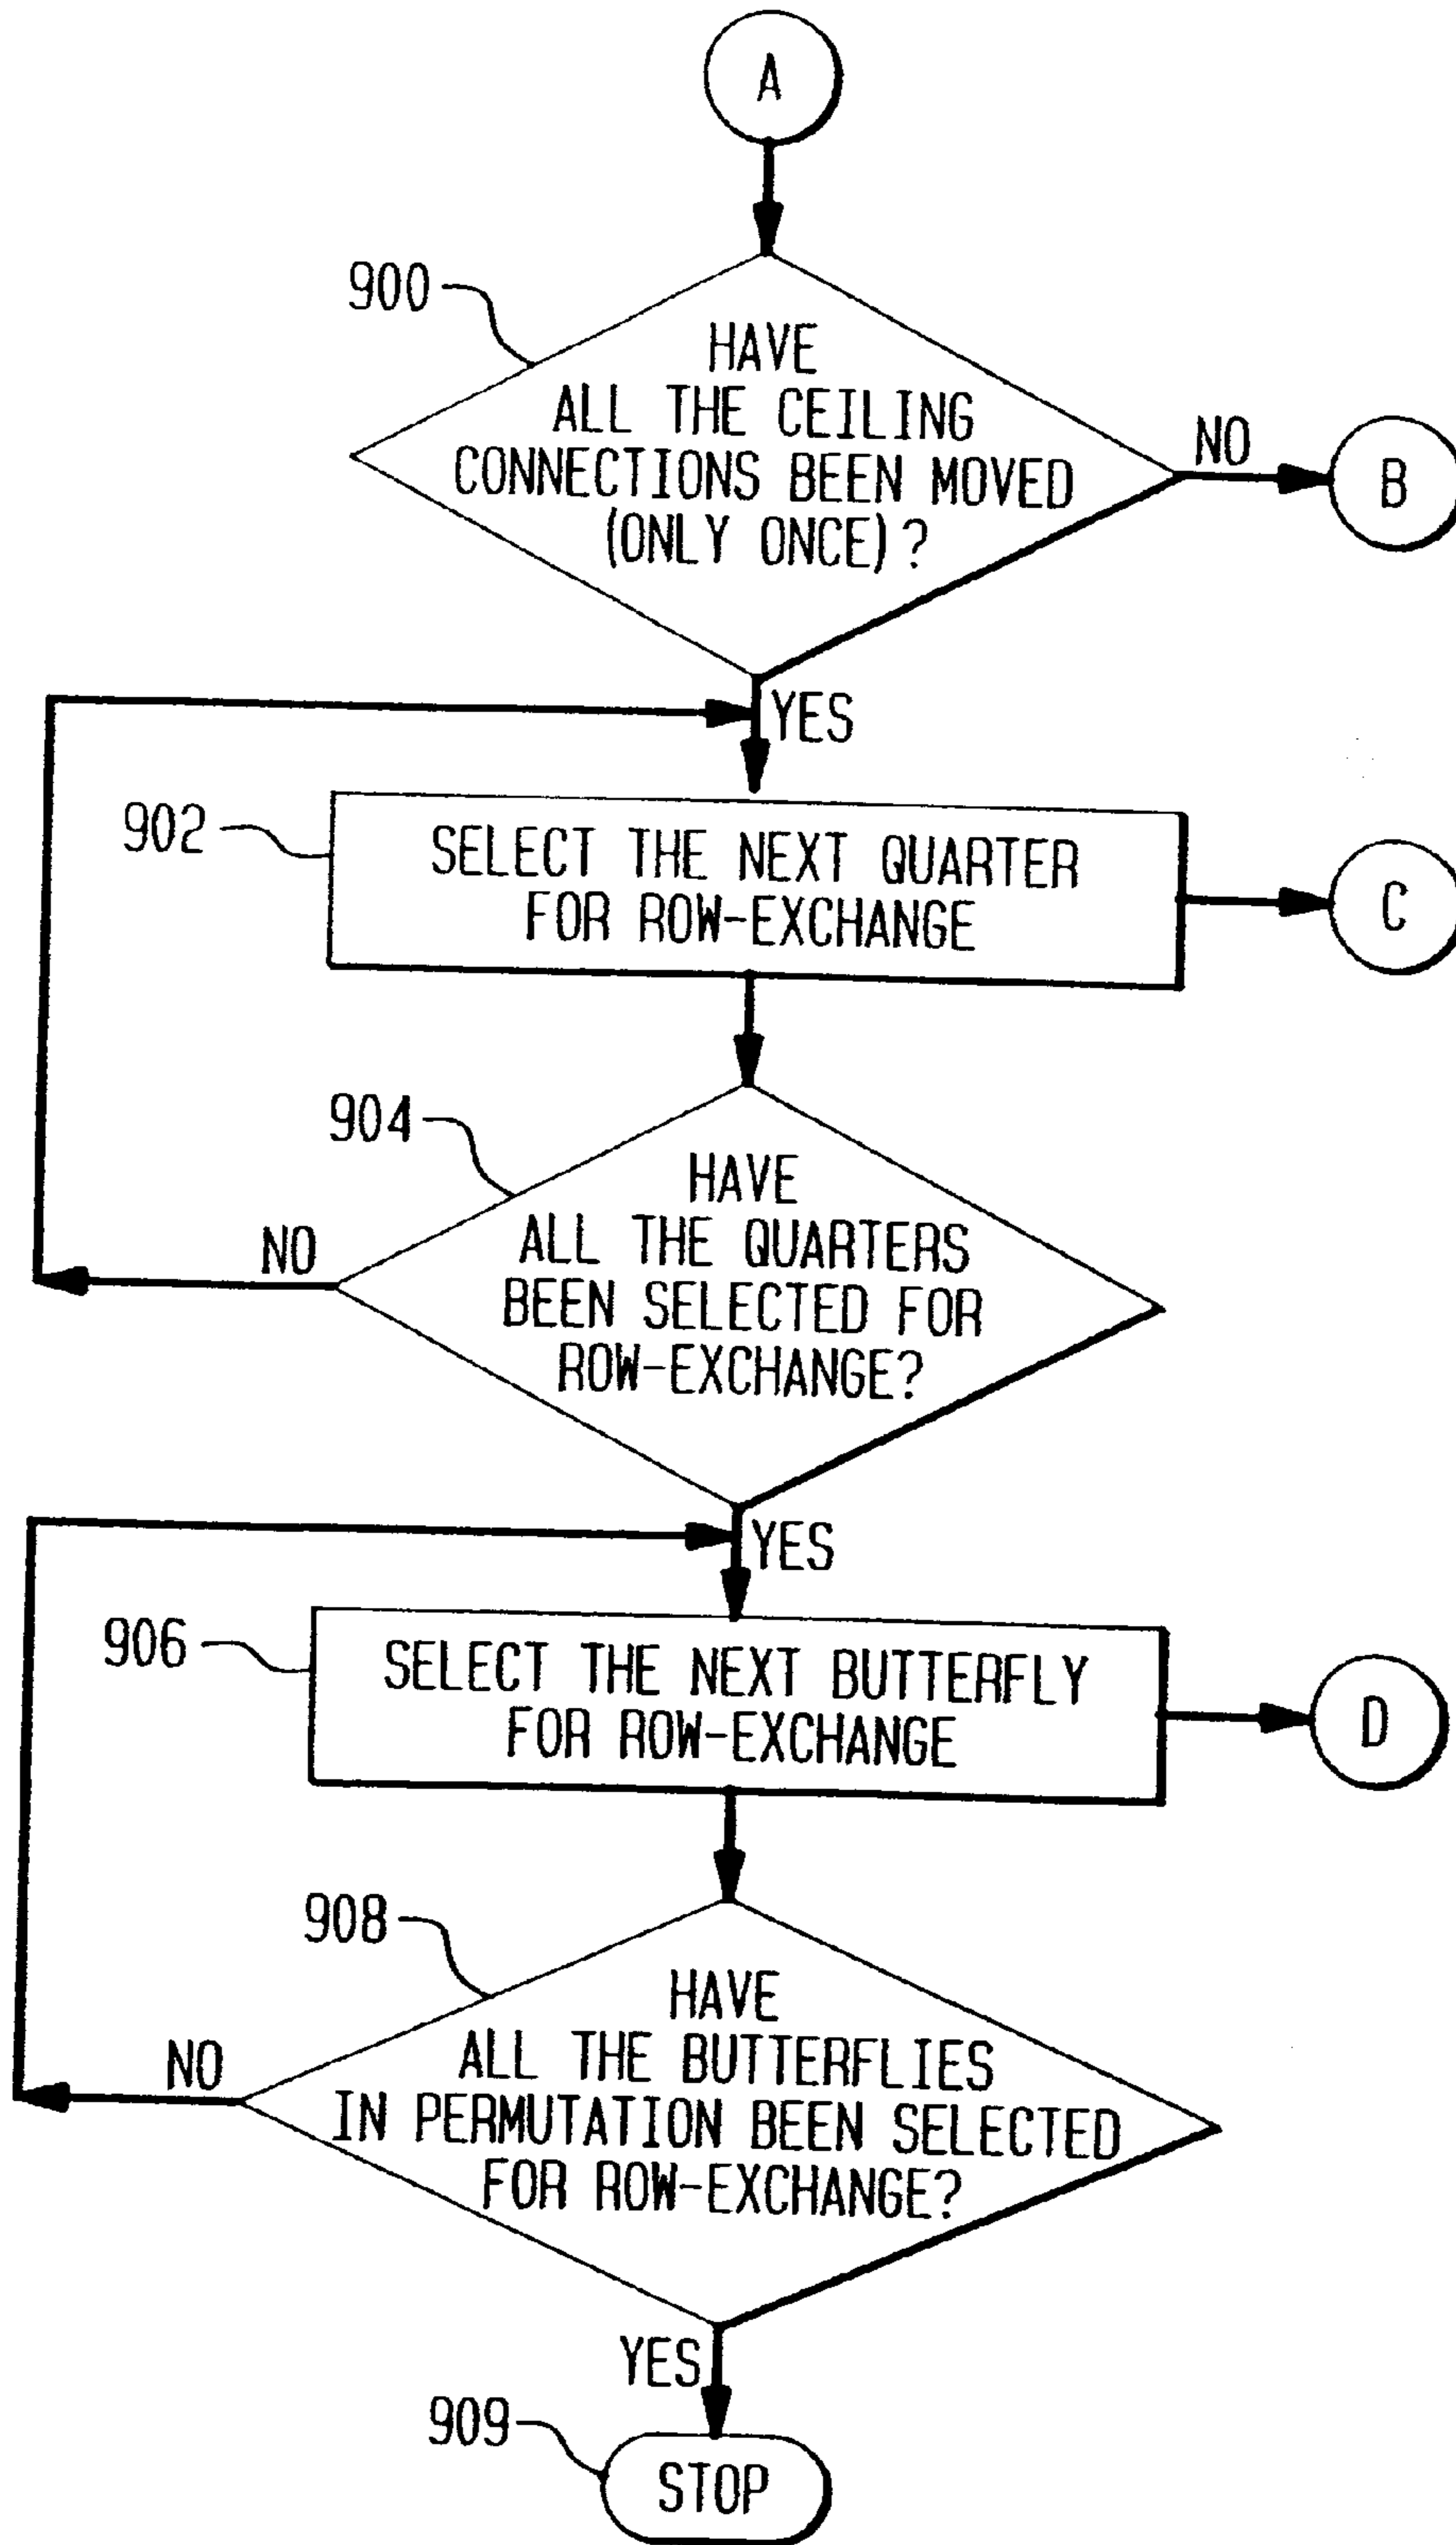 A
900
HAVE
ALL THE CEILING
CONNECTIONS BEEN MOVED
(ONLY ONCE)?
NO
B
YES
902
SELECT THE NEXT QUARTER
FOR ROW-EXCHANGE
C
904
HAVE
ALL THE QUARTERS
BEEN SELECTED FOR
ROW-EXCHANGE?
NO
YES
906
SELECT THE NEXT BUTTERFLY
FOR ROW-EXCHANGE
D
908
HAVE
ALL THE BUTTERFLIES
IN PERMUTATION BEEN SELECTED
FOR ROW-EXCHANGE?
NO
YES
909
STOP